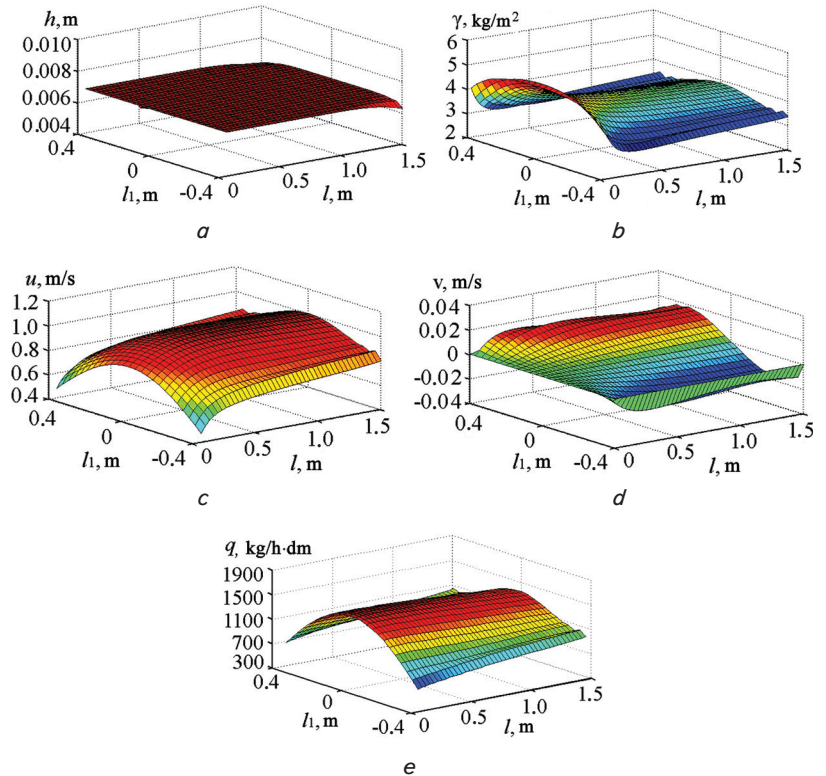 h, m
0.010
0.008
0.006
0.004
0.4
0
-0.4
l1, m
0
0.5
1.0
1.5
l, m
a
γ, kg/m²
6
5
4
3
2
0.4
0
-0.4
l1, m
0
0.5
1.0
1.5
l, m
b
u, m/s
1.2
1.0
0.8
0.6
0.4
0.4
0
-0.4
l1, m
0
0.5
1.0
1.5
l, m
c
v, m/s
0.04
0.02
0
-0.02
-0.04
0.4
0
-0.4
l1, m
0
0.5
1.0
1.5
l, m
d
q, kg/h·dm
1900
1500
1100
700
300
0.4
0
-0.4
l1, m
0
0.5
1.0
1.5
l, m
e